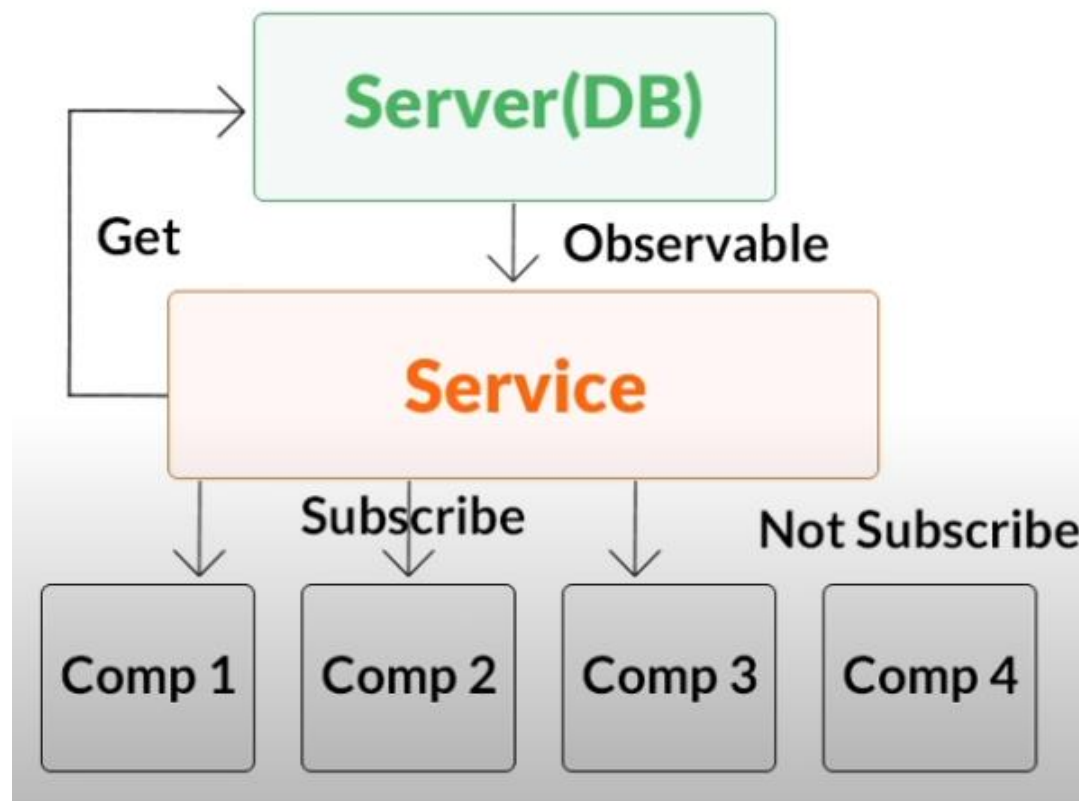 Server(DB)
Get
Observable
Service
Subscribe
Not Subscribe
Comp 1
Comp 2
Comp 3
Comp 4